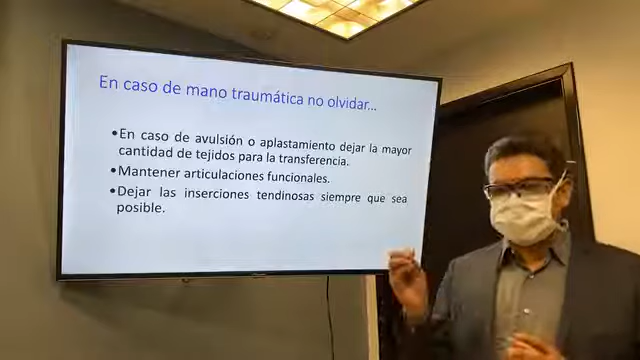 En caso de mano traumática no olvidar...
•En caso de avulsión o aplastamiento dejar la mayor
cantidad de tejidos para la transferencia.
•Mantener articulaciones funcionales.
•Dejar las inserciones tendinosas siempre que sea
posible.